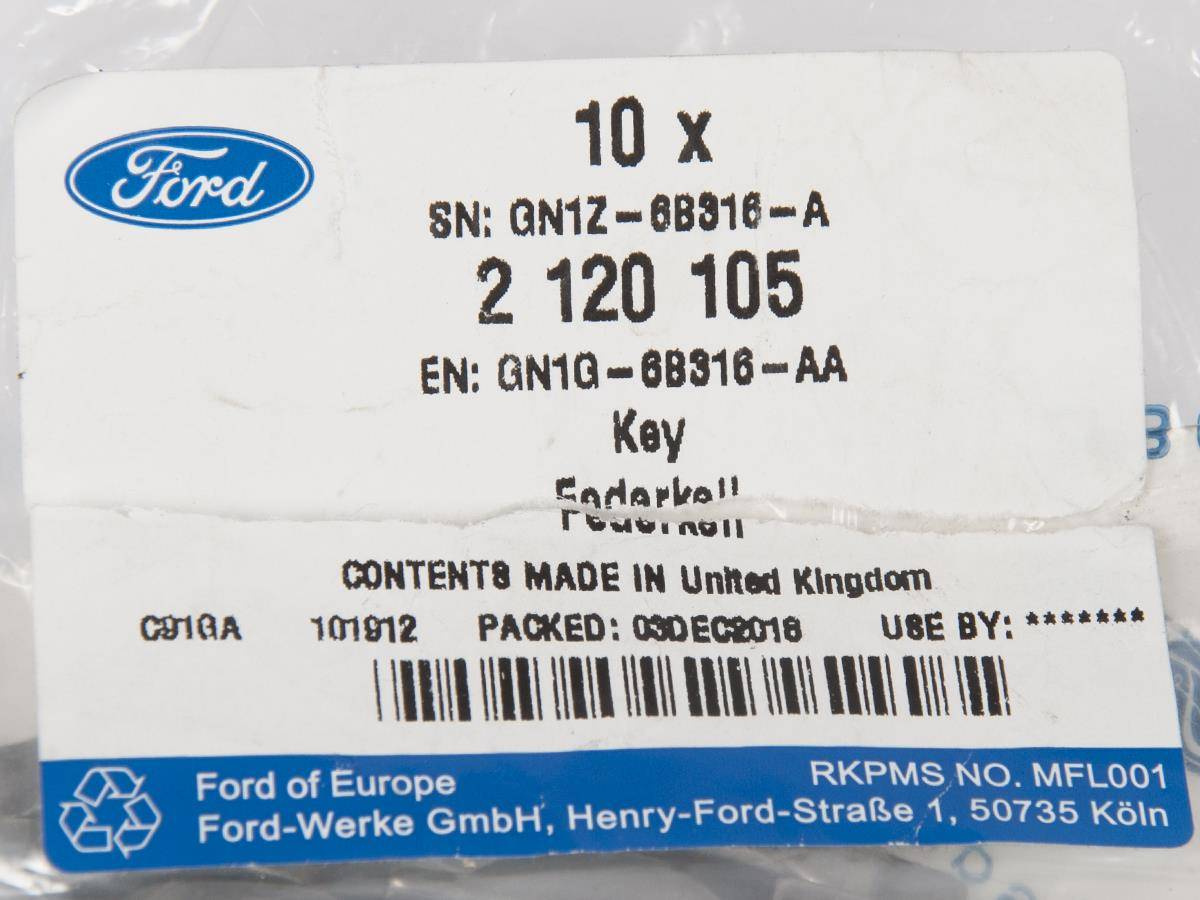 Ford
10 x
SN: GN1Z-6B316-A
2 120 105
EN: GN1G-6B316-AA
Key
Federkeil
CONTENTS MADE IN United Kingdom
C91GA 101912 PACKED: 03DEC2018 USE BY: *******
Ford of Europe
RKPMS NO. MFL001
Ford-Werke GmbH, Henry-Ford-Straße 1, 50735 Köln